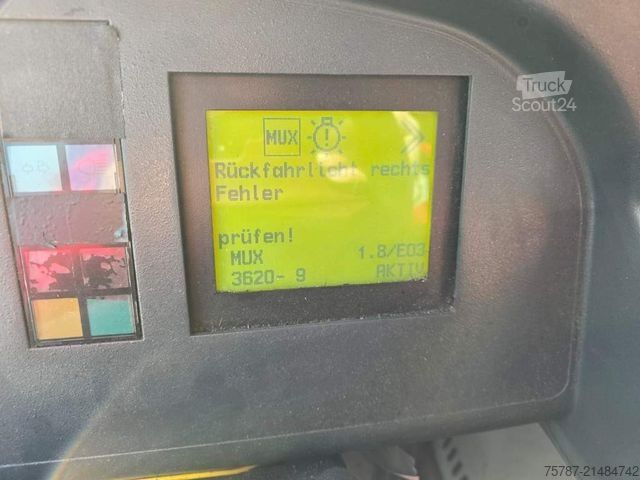 Truck
Scout24
MUX
Rückfahrlicht rechts
Fehler
prüfen!
MUX 1.8/E03
3620- 9 AKTIV
75787-21484742